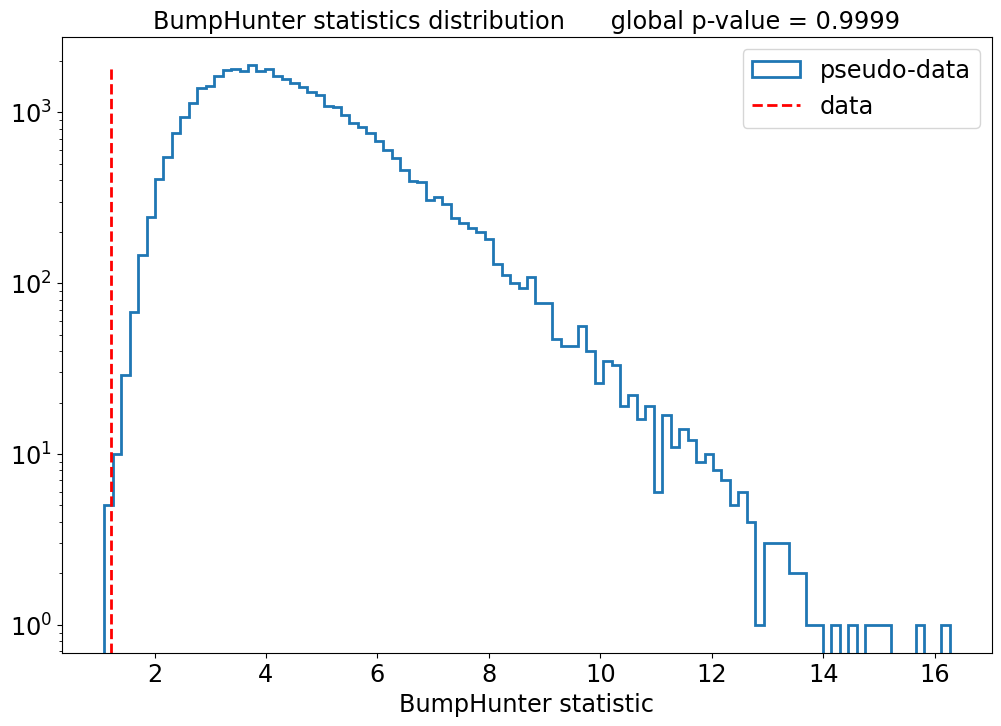 BumpHunter statistics distribution      global p-value = 0.9999
pseudo-data
data
10³
10²
10¹
10⁰
2 4 6 8 10 12 14 16
BumpHunter statistic